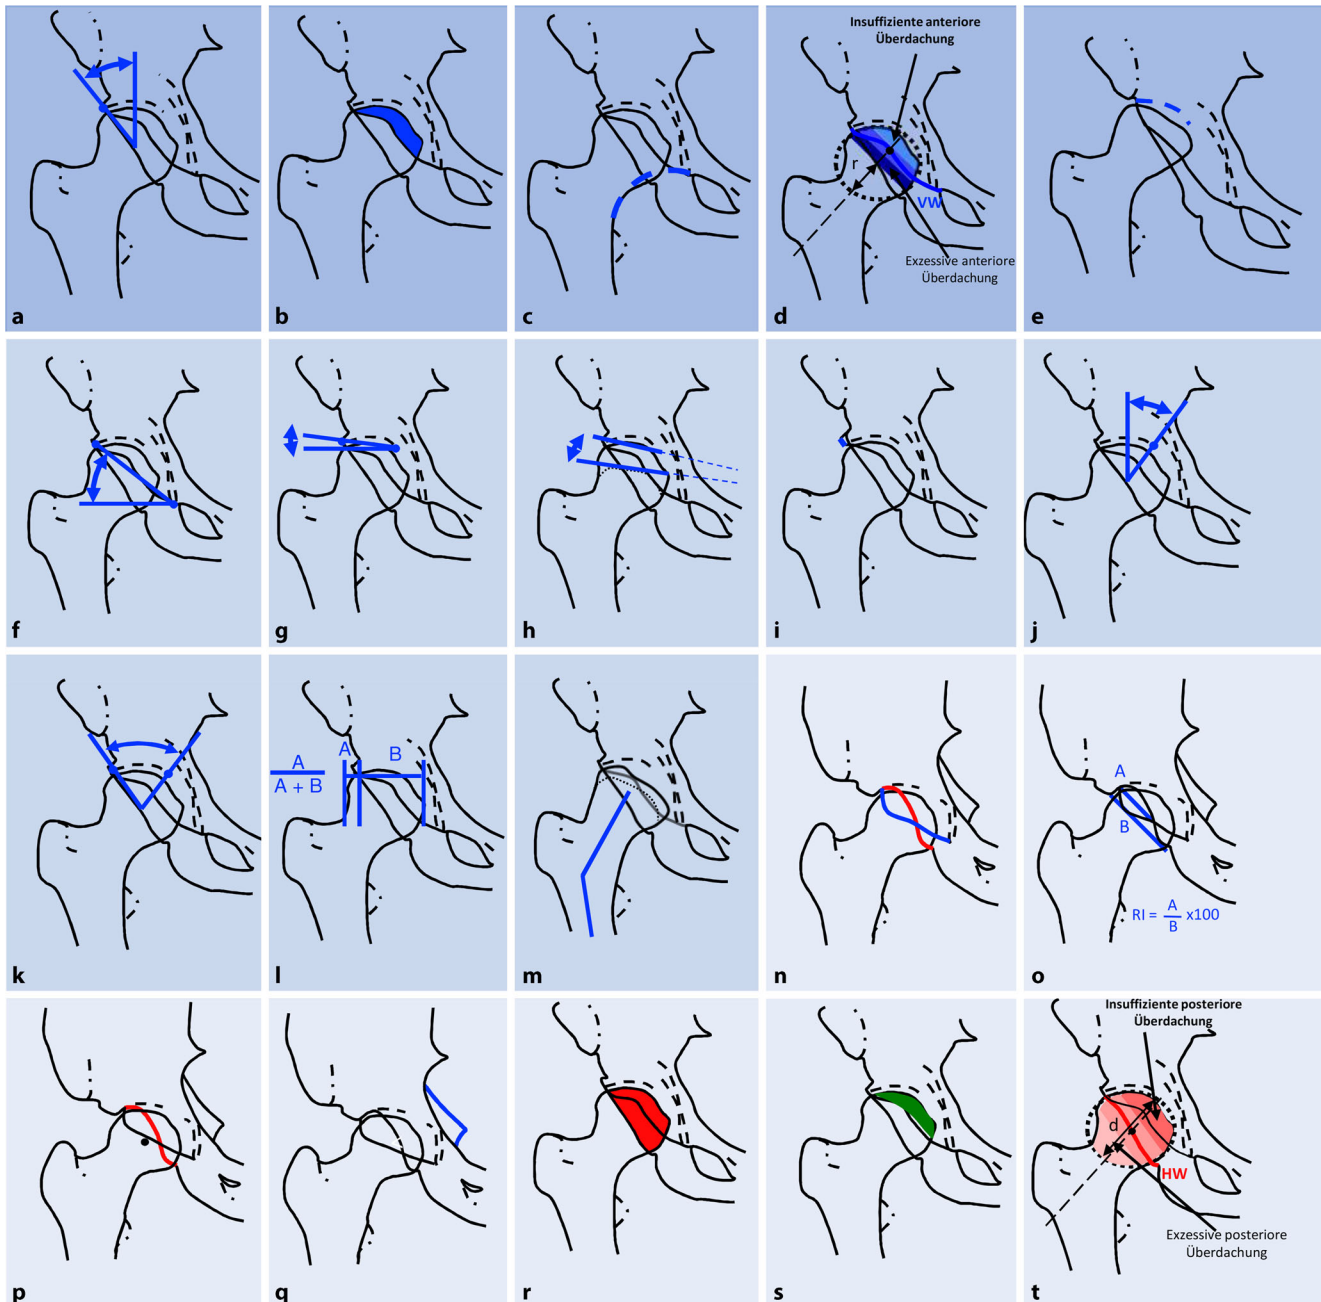 a
b
c
Insuffiziente anteriore
Überdachung
r
VW
Exzessive anteriore
Überdachung
d
e
f
g
h
i
j
k
A
B
A
A + B
l
m
n
A
B
RI = A/B x100
o
p
q
r
s
Insuffiziente posteriore
Überdachung
d
HW
Exzessive posteriore
Überdachung
t